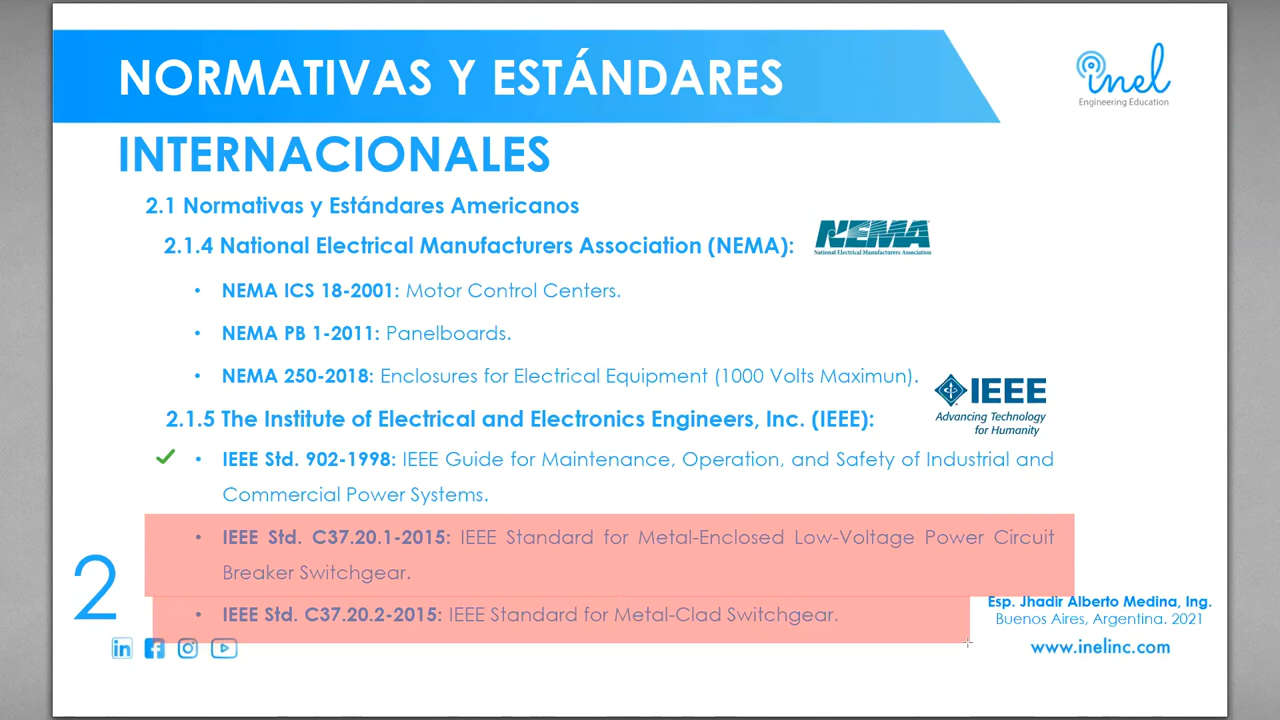 NORMATIVAS Y ESTÁNDARES
inel
Engineering Education
INTERNACIONALES
2.1 Normativas y Estándares Americanos
2.1.4 National Electrical Manufacturers Association (NEMA):
NEMA
National Electrical Manufacturers Association
• NEMA ICS 18-2001: Motor Control Centers.
• NEMA PB 1-2011: Panelboards.
• NEMA 250-2018: Enclosures for Electrical Equipment (1000 Volts Maximun).
IEEE
Advancing Technology
for Humanity
2.1.5 The Institute of Electrical and Electronics Engineers, Inc. (IEEE):
• IEEE Std. 902-1998: IEEE Guide for Maintenance, Operation, and Safety of Industrial and
Commercial Power Systems.
• IEEE Std. C37.20.1-2015: IEEE Standard for Metal-Enclosed Low-Voltage Power Circuit
Breaker Switchgear.
• IEEE Std. C37.20.2-2015: IEEE Standard for Metal-Clad Switchgear.
2
Esp. Jhadir Alberto Medina, Ing.
Buenos Aires, Argentina. 2021
www.inelinc.com